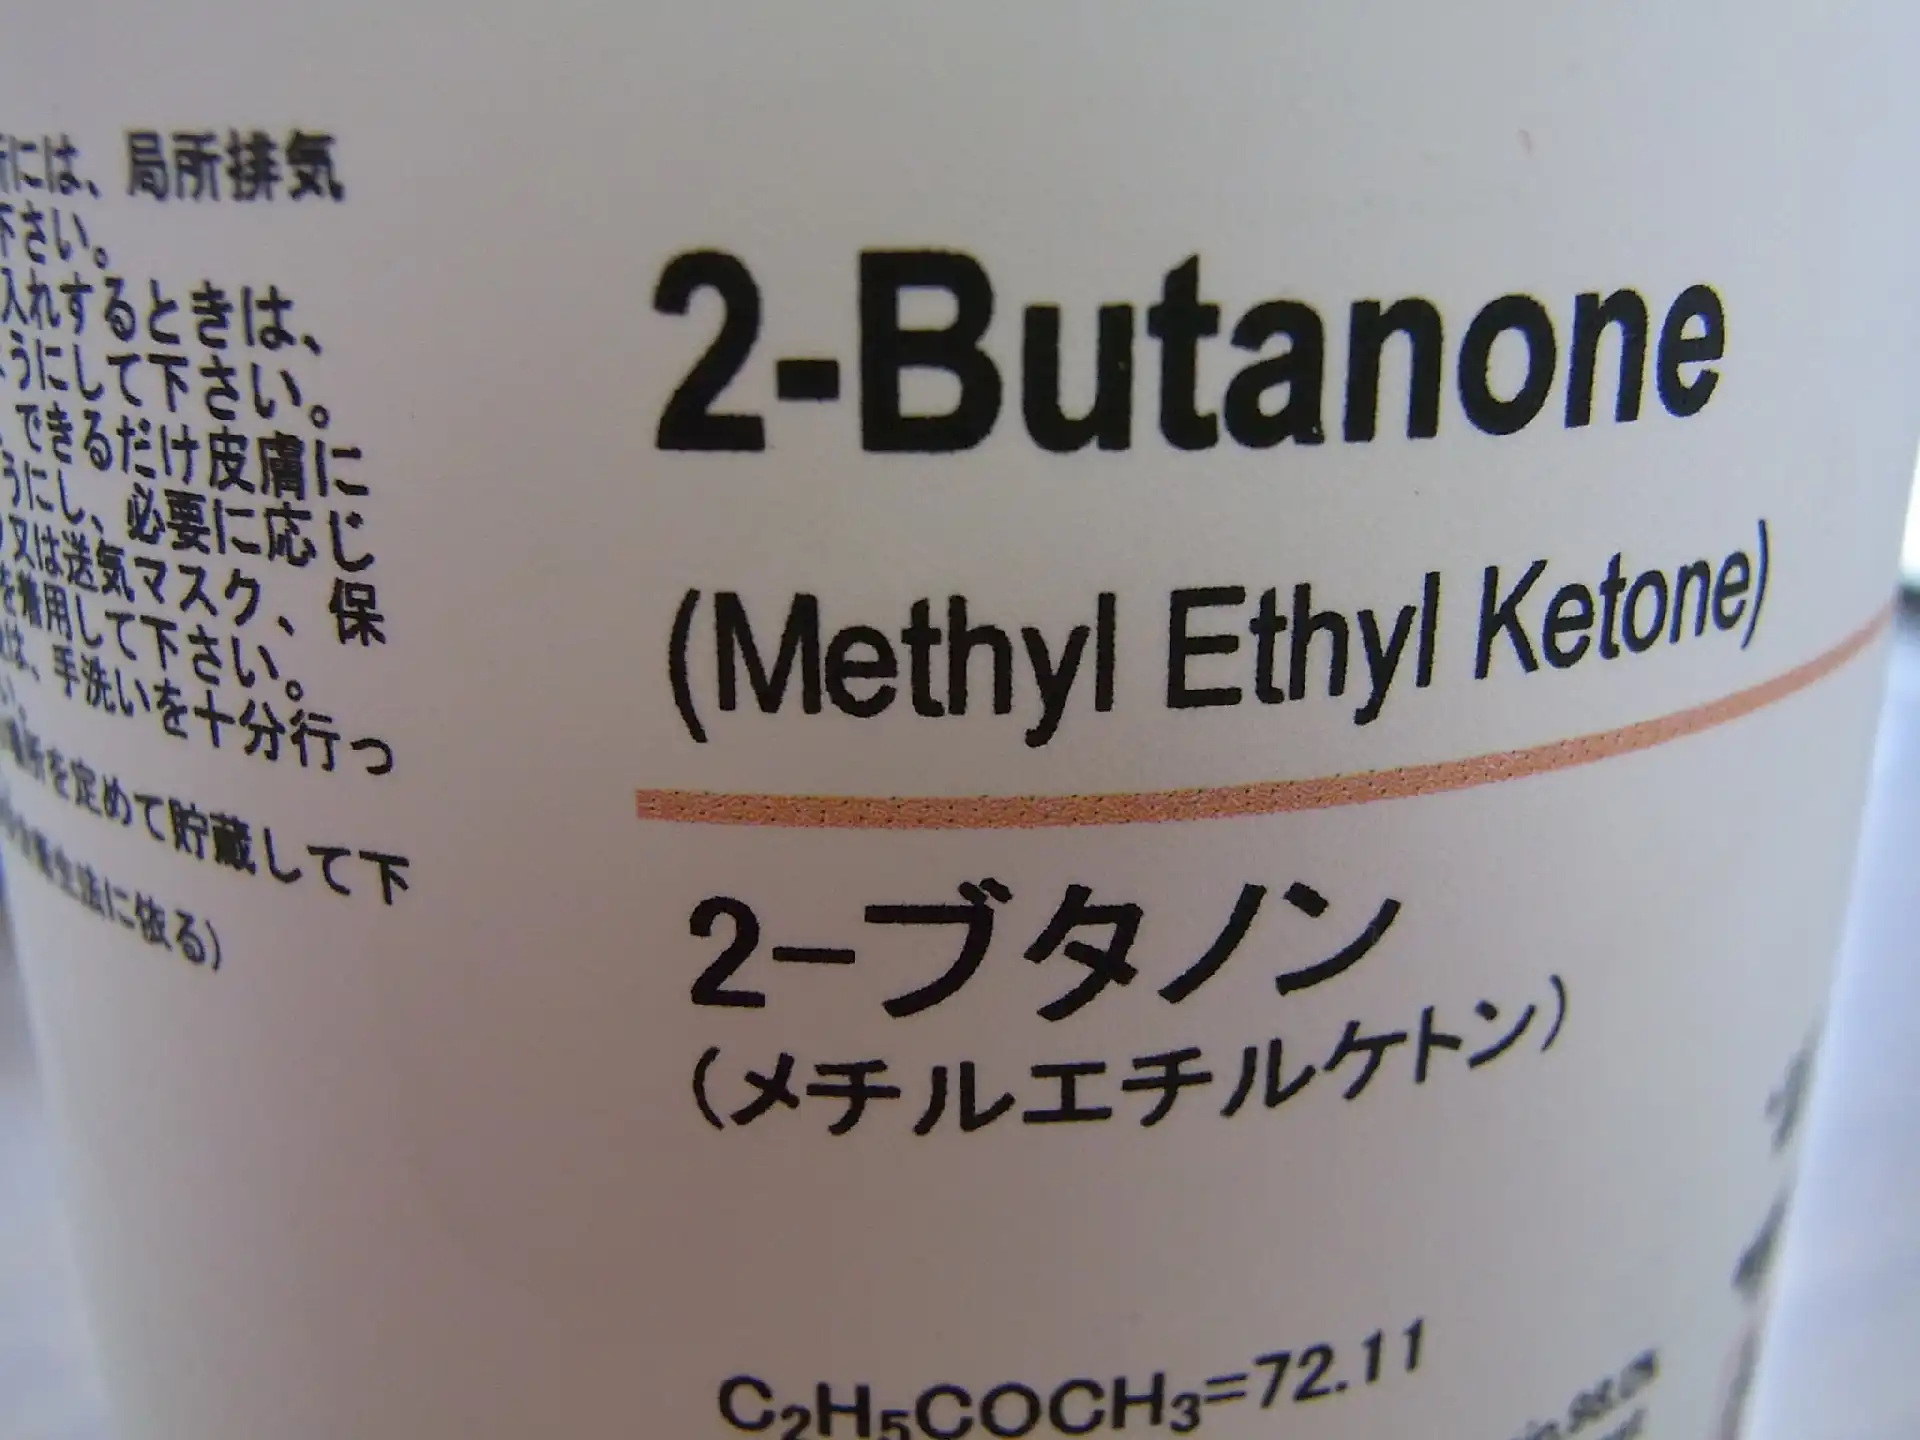 には、局所排気
下さい。
入れするときは、
うにして下さい。
できるだけ皮膚に
うにし、必要に応じ
又は送気マスク、保
を着用して下さい。
は、手洗いを十分行っ
場所を定めて貯蔵して下
衛生法に依る)
2-Butanone
(Methyl Ethyl Ketone)
2-ブタノン
(メチルエチルケトン)
C₂H₅COCH₃=72.11